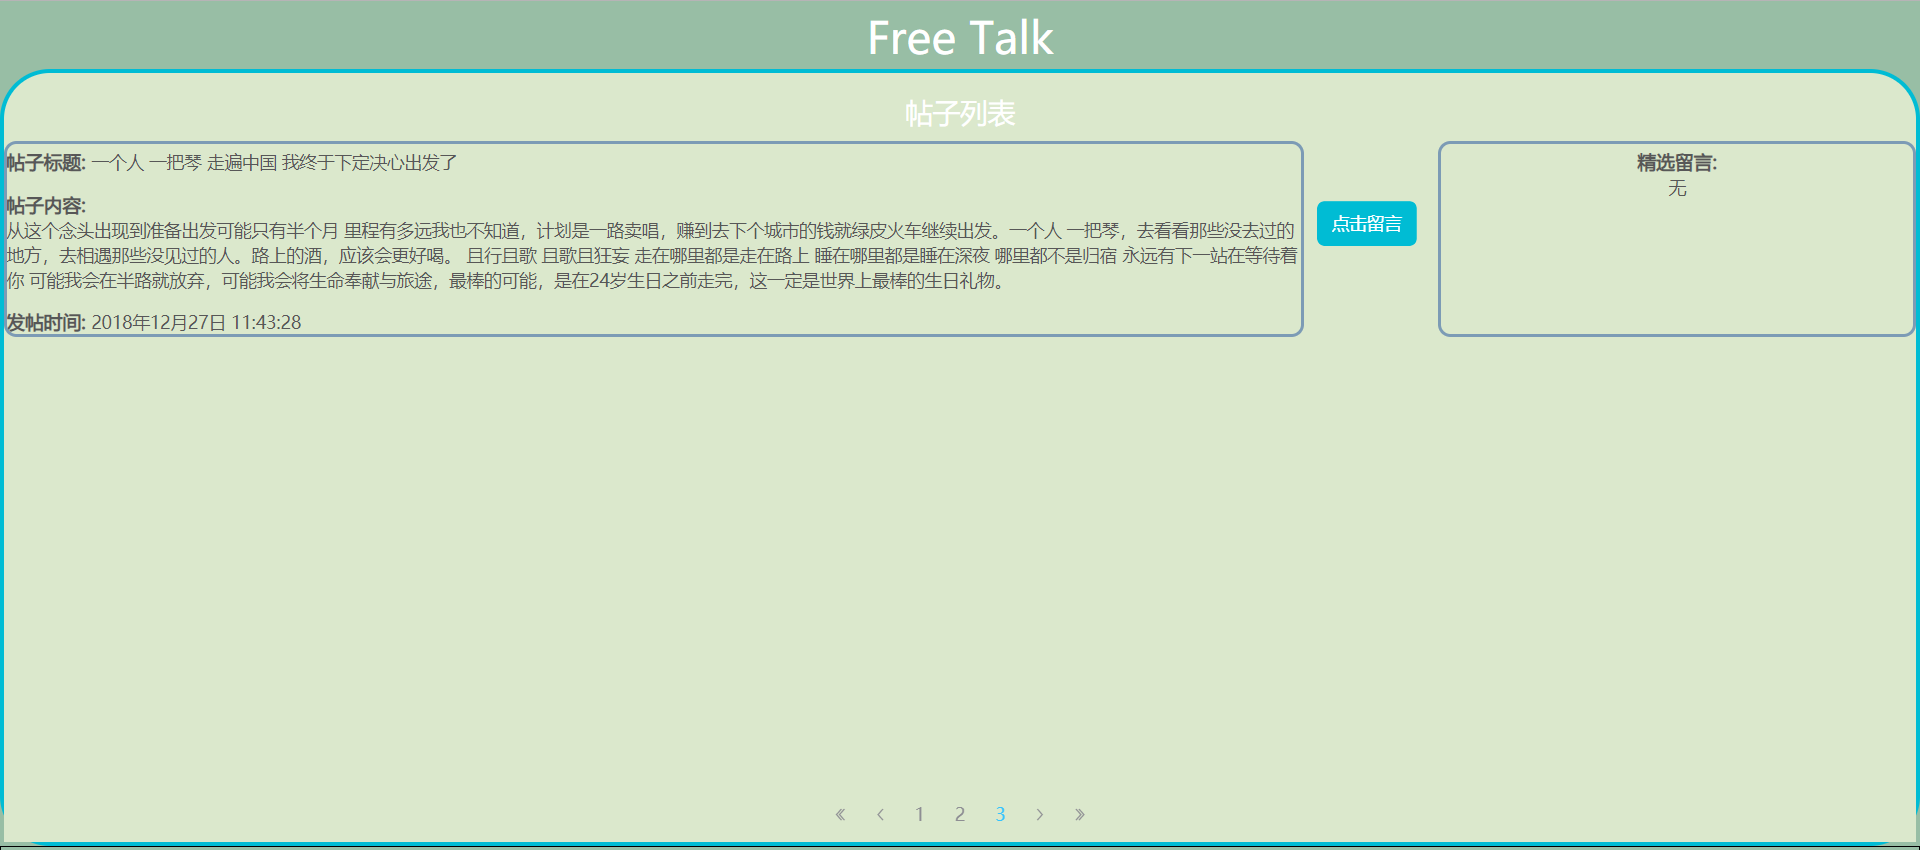 Free Talk
帖子列表
帖子标题: 一个人 一把琴 走遍中国 我终于下定决心出发了
帖子内容:
从这个念头出现到准备出发可能只有半个月 里程有多远我也不知道，计划是一路卖唱，赚到去下个城市的钱就绿皮火车继续出发。一个人 一把琴，去看看那些没去过的
地方，去相遇那些没见过的人。路上的酒，应该会更好喝。 且行且歌 且歌且狂妄 走在哪里都是走在路上 睡在哪里都是睡在深夜 哪里都不是归宿 永远有下一站在等待着
你 可能我会在半路就放弃，可能我会将生命奉献与旅途，最棒的可能，是在24岁生日之前走完，这一定是世界上最棒的生日礼物。
发帖时间: 2018年12月27日 11:43:28
点击留言
精选留言:
无
« ‹ 1 2 3 › »